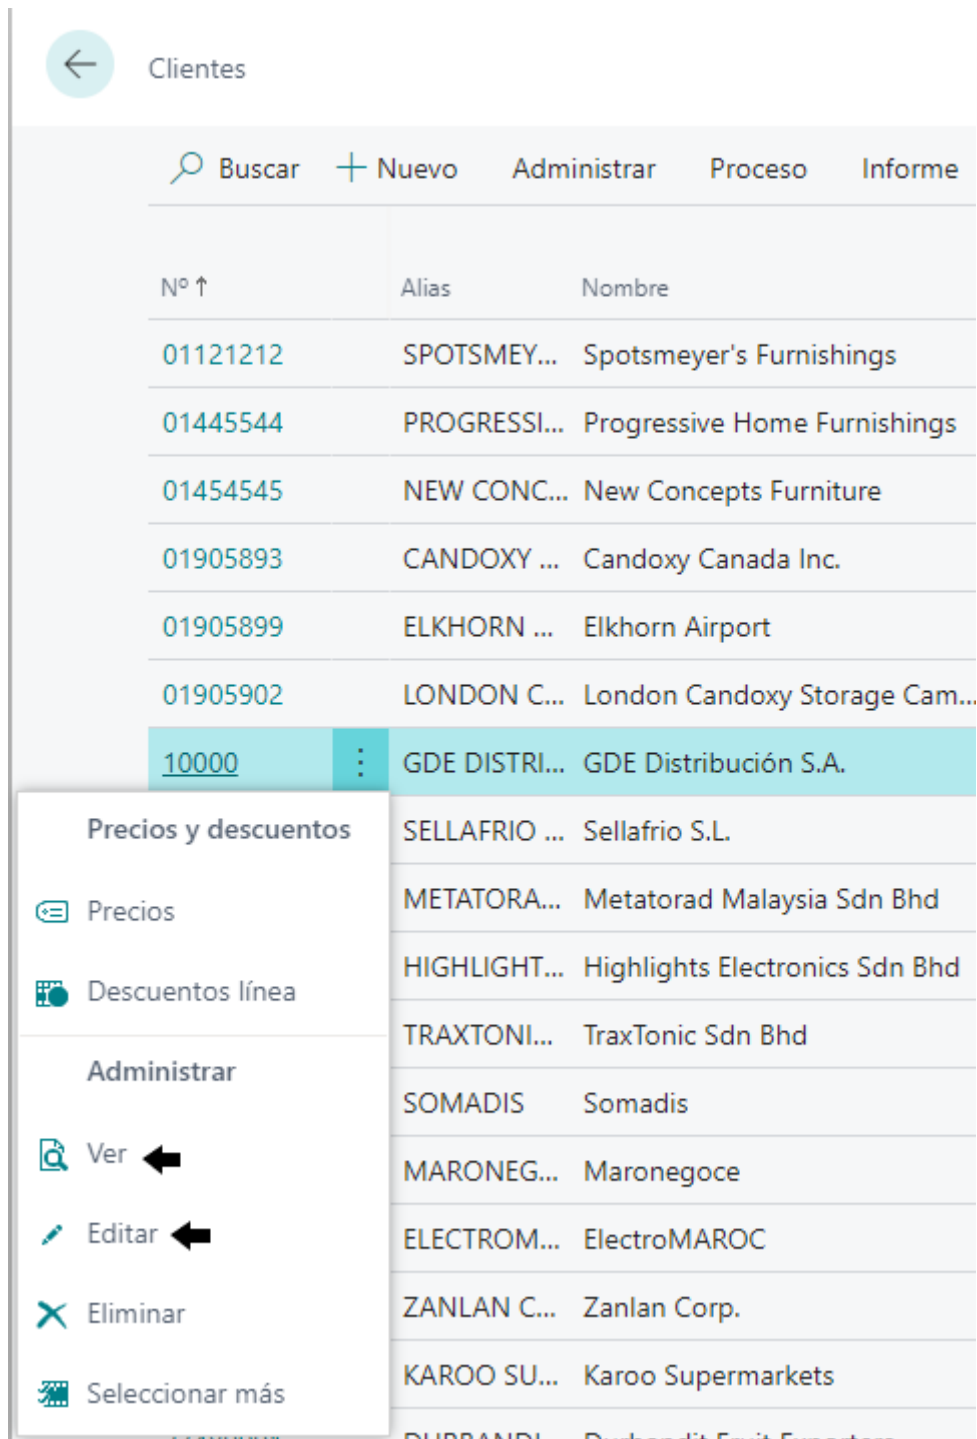 Clientes
Buscar Nuevo Administrar Proceso Informe
Nº ↑ Alias Nombre
01121212 SPOTSMEY... Spotsmeyer's Furnishings
01445544 PROGRESSI... Progressive Home Furnishings
01454545 NEW CONC... New Concepts Furniture
01905893 CANDOXY ... Candoxy Canada Inc.
01905899 ELKHORN ... Elkhorn Airport
01905902 LONDON C... London Candoxy Storage Cam...
10000 GDE DISTRI... GDE Distribución S.A.
Precios y descuentos
Precios
Descuentos línea
Administrar
Ver
Editar
Eliminar
Seleccionar más
SELLAFRIO ... Sellafrio S.L.
METATORA... Metatorad Malaysia Sdn Bhd
HIGHLIGHT... Highlights Electronics Sdn Bhd
TRAXTONI... TraxTonic Sdn Bhd
SOMADIS Somadis
MARONEG... Maronegoce
ELECTROM... ElectroMAROC
ZANLAN C... Zanlan Corp.
KAROO SU... Karoo Supermarkets